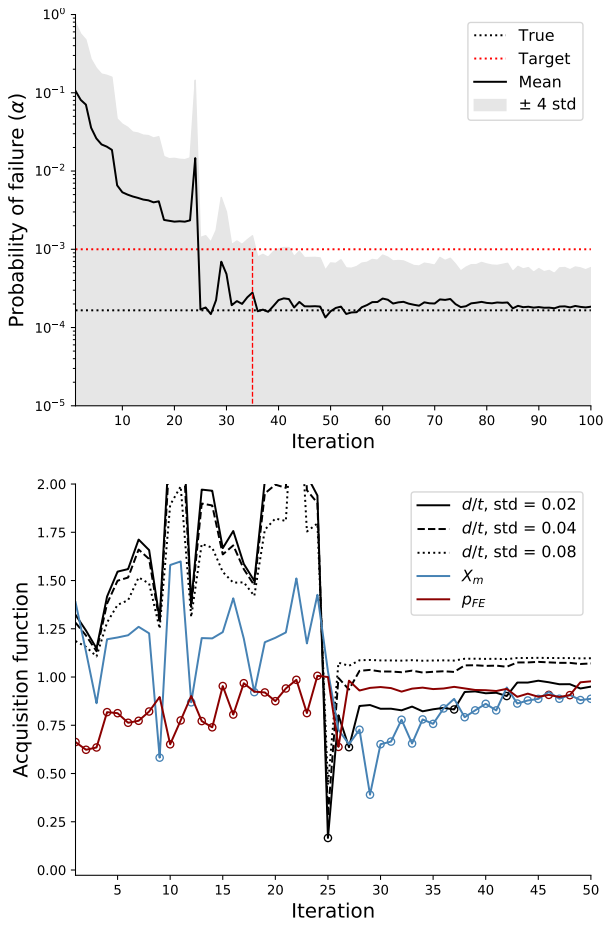 10⁰
10⁻¹
10⁻²
10⁻³
10⁻⁴
10⁻⁵
Probability of failure (α)
True
Target
Mean
± 4 std
10 20 30 40 50 60 70 80 90 100
Iteration
2.00
1.75
1.50
1.25
1.00
0.75
0.50
0.25
0.00
Acquisition function
d/t, std = 0.02
d/t, std = 0.04
d/t, std = 0.08
Xₘ
p_FE
5 10 15 20 25 30 35 40 45 50
Iteration